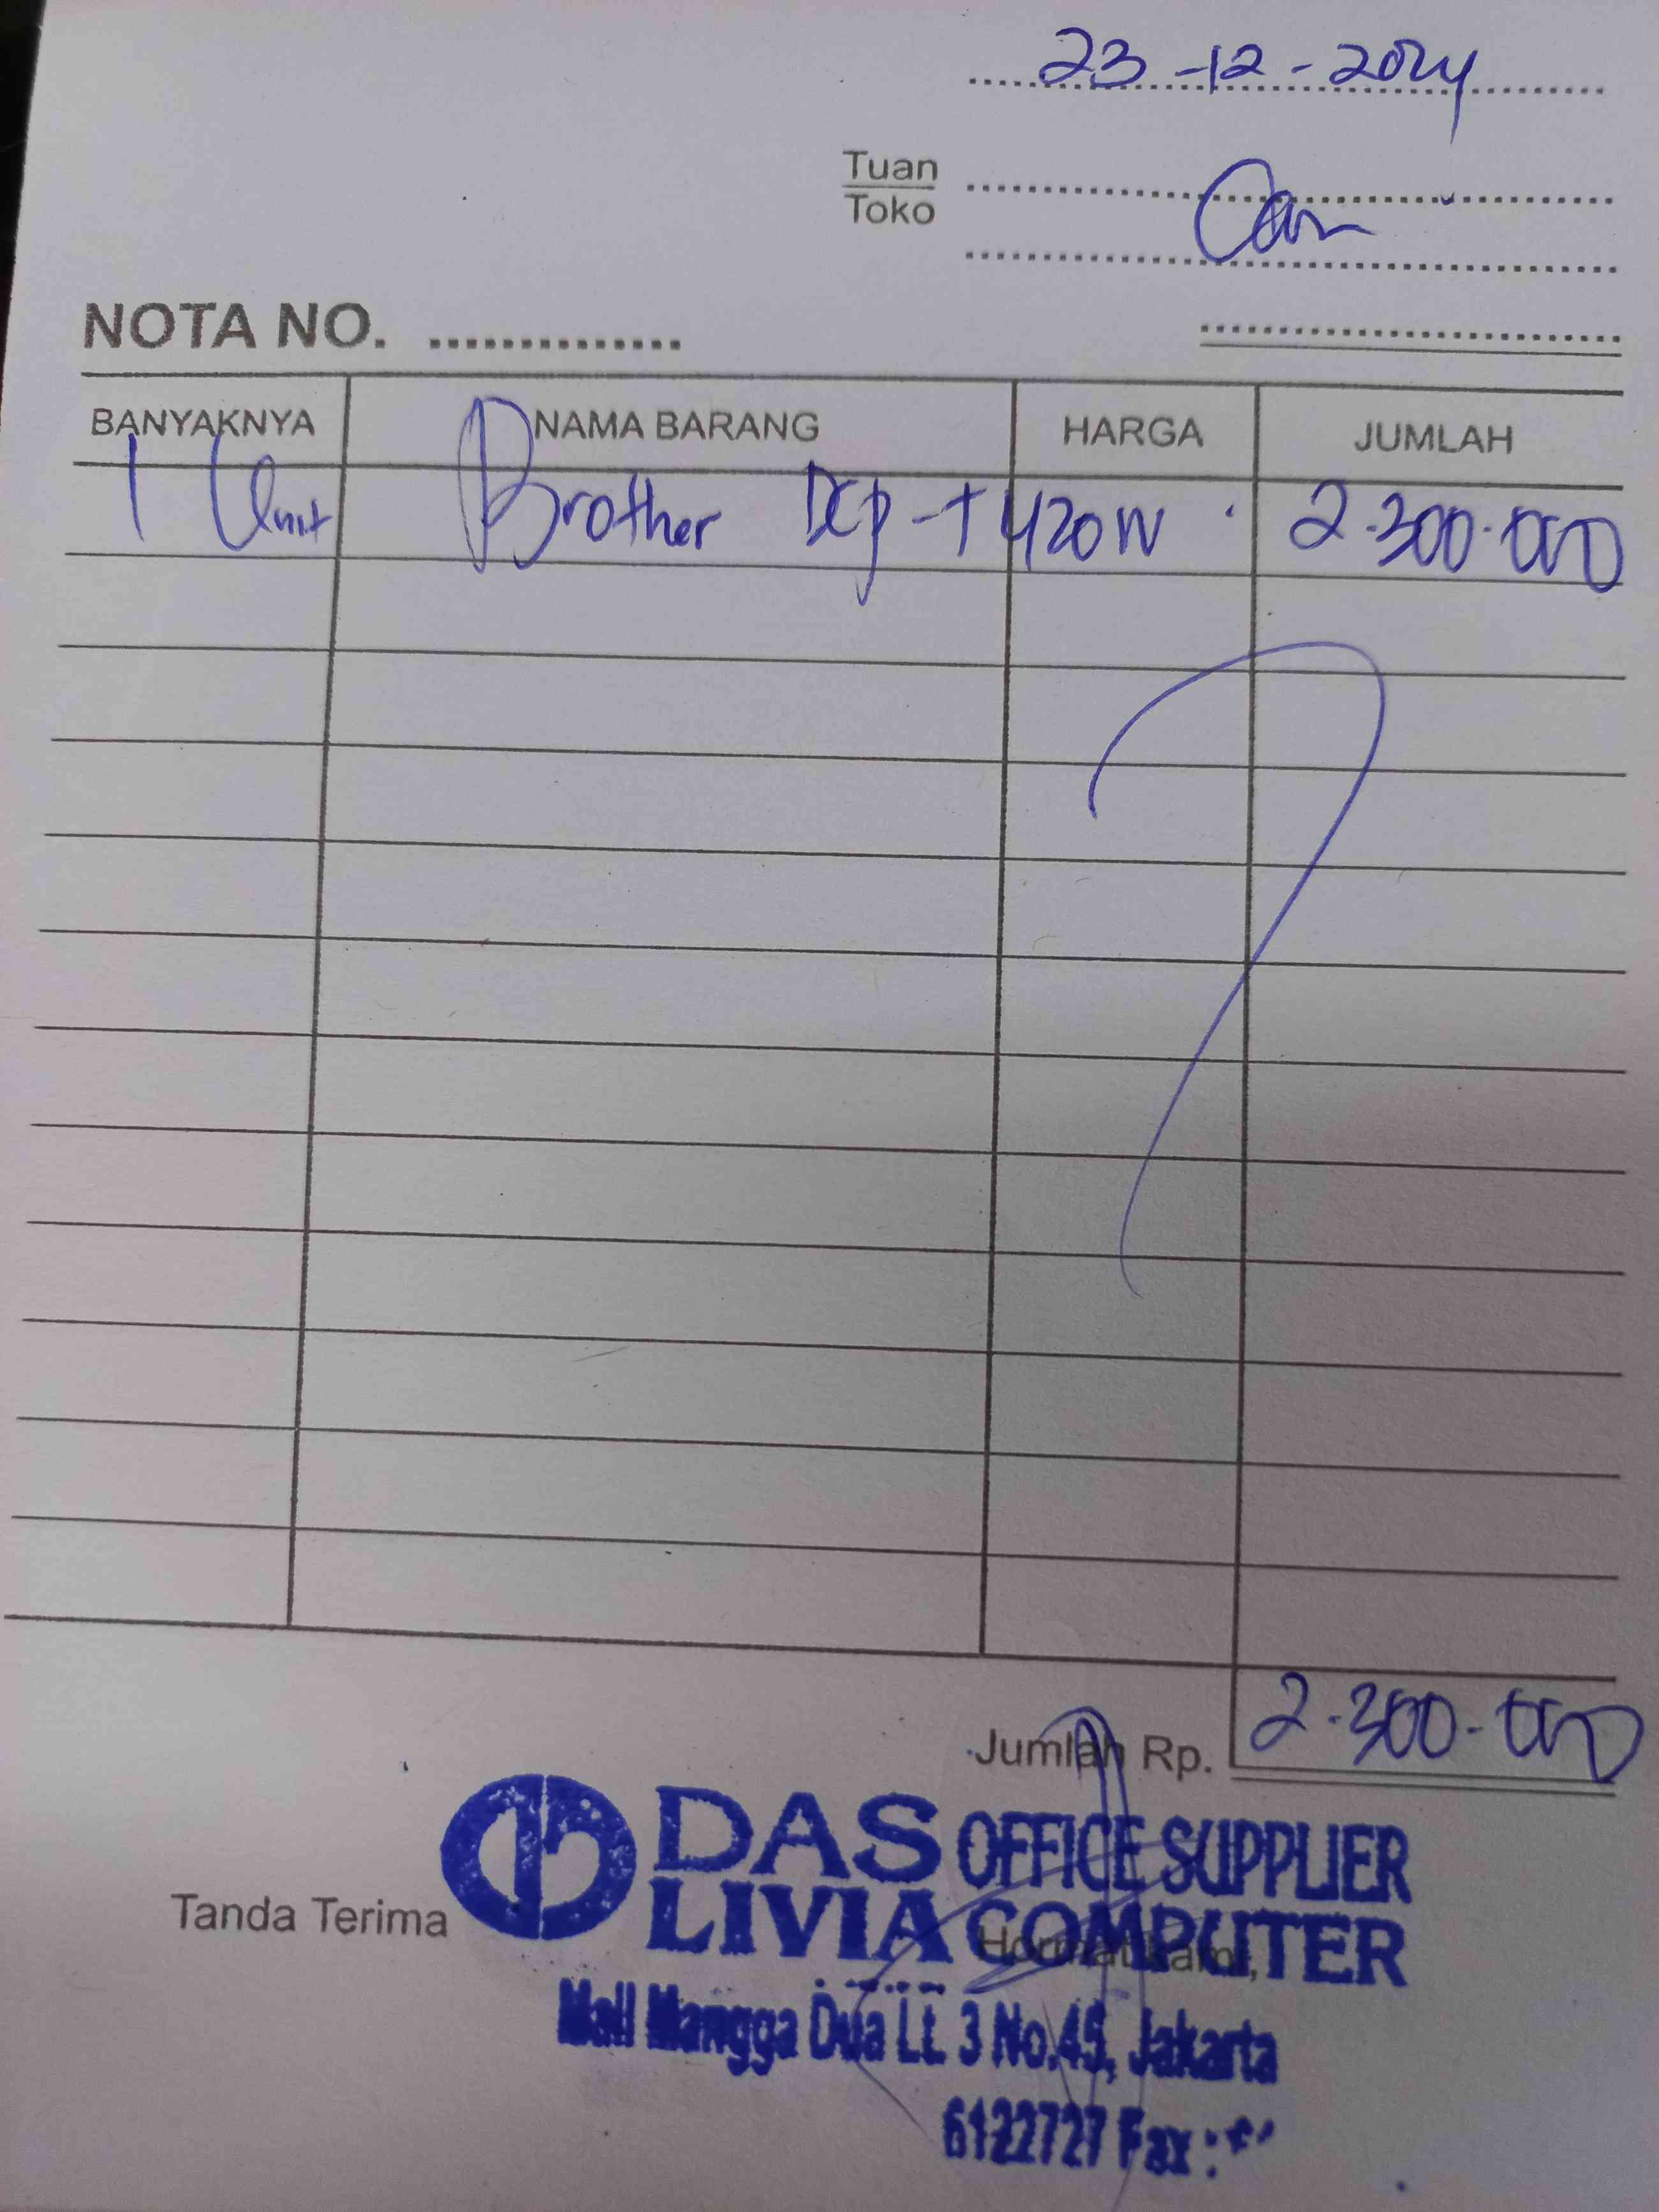 23-12-2024
Tuan
Toko
NOTA NO. ..............
BANYAKNYA NAMA BARANG HARGA JUMLAH
1 Unit Brother DCP-T420W 2.300.000
Jumlah Rp. 2.300.000
DAS OFFICE SUPPLIER
LIVIA COMPUTER
Tanda Terima Hormat kami,
Mall Mangga Dua Lt. 3 No.45, Jakarta
6122727 Fax :